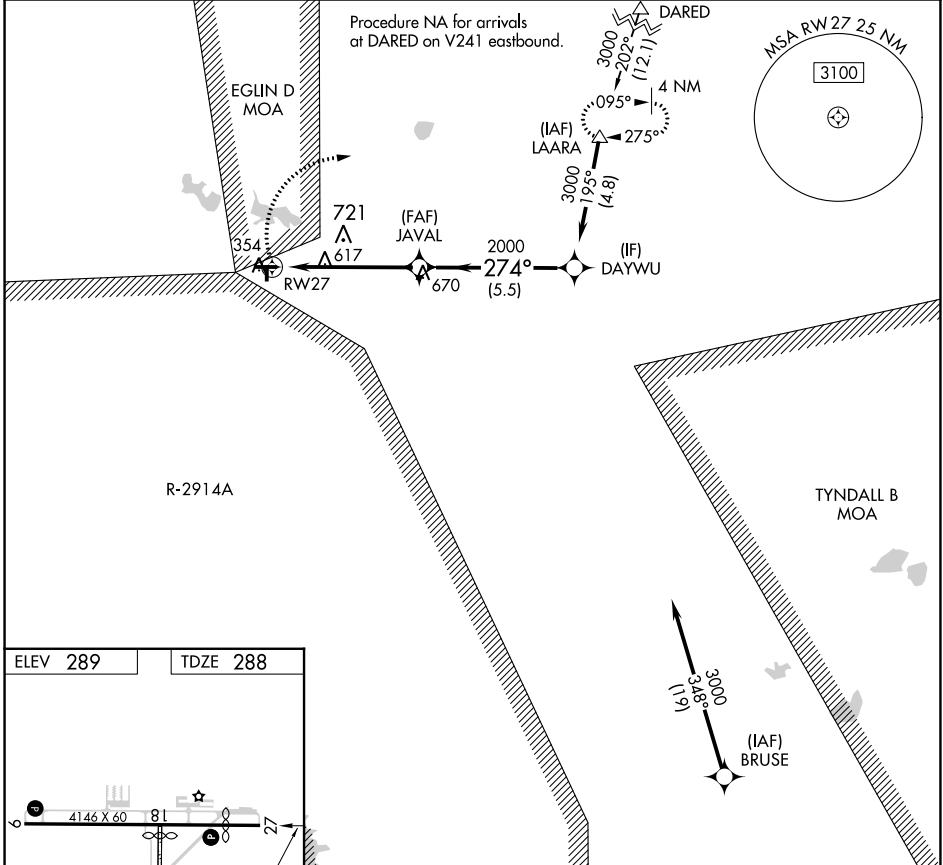 Procedure NA for arrivals
at DARED on V241 eastbound.
DARED
3000
202°
(12.1)
MSA RW27 25 NM
3100
EGLIN D
MOA
4 NM
095°
275°
(IAF)
LAARA
3000
195°
(4.8)
721
(FAF)
JAVAL
354
617
2000
274°
(5.5)
(IF)
DAYWU
RW27
670
R-2914A
TYNDALL B
MOA
3000
348°
(19)
(IAF)
BRUSE
ELEV 289
TDZE 288
P
4146 X 60
18
9
27
P